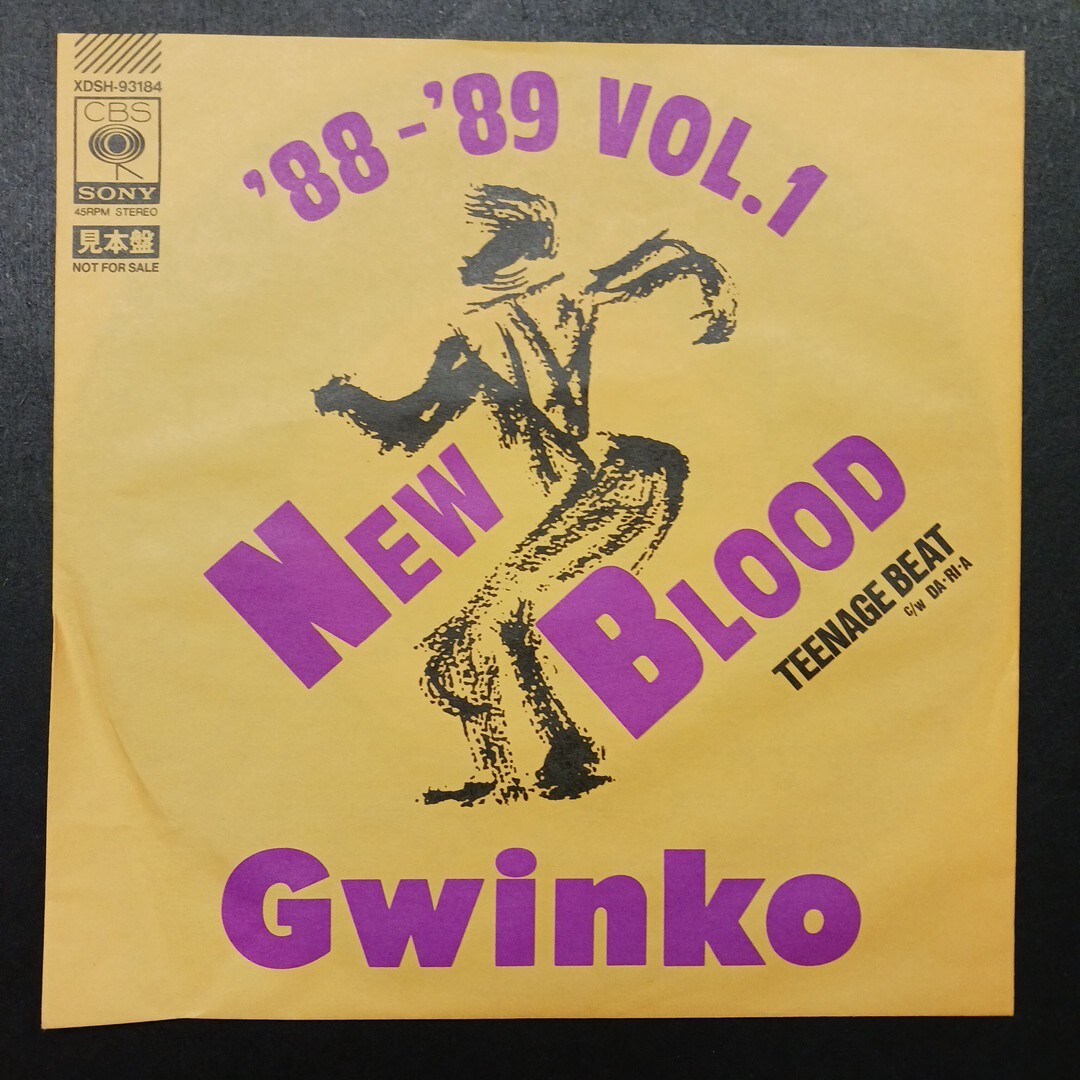 XDSH-93184
CBS
SONY
45RPM STEREO
見本盤
NOT FOR SALE
'88-'89 VOL.1
NEW BLOOD
TEENAGE BEAT
c/w DA・RI・A
Gwinko